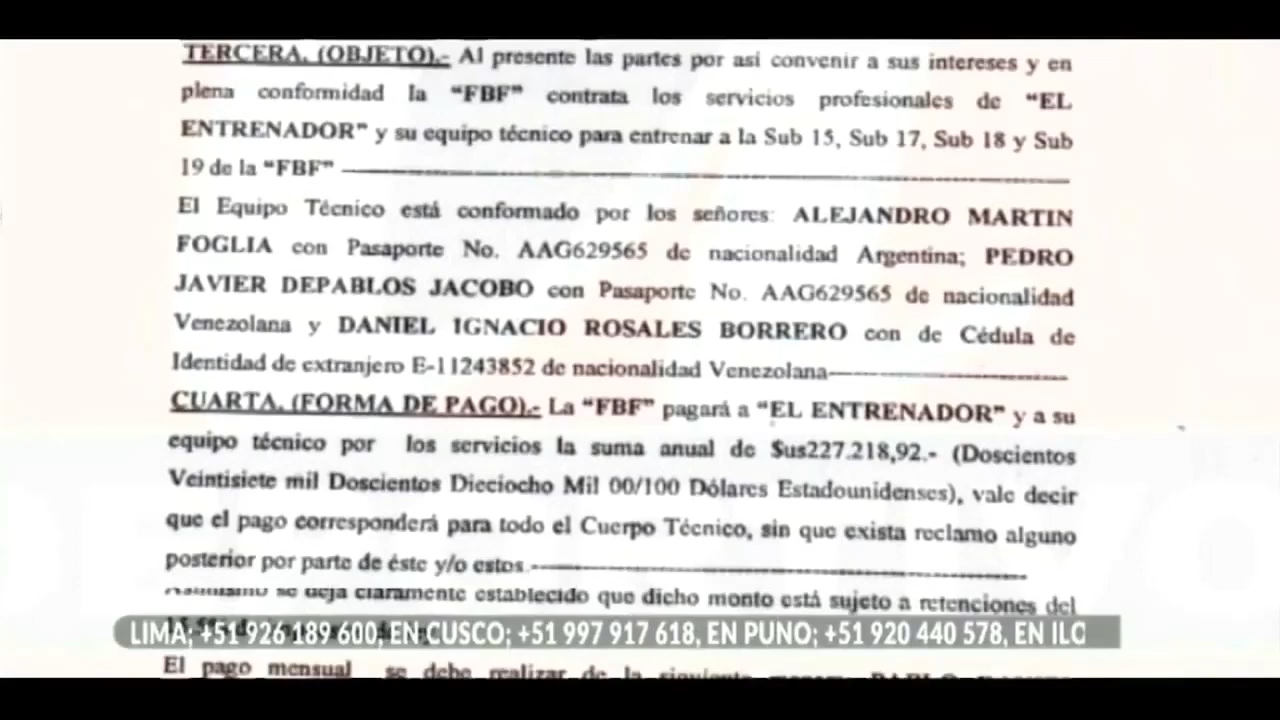 TERCERA. (OBJETO).- Al presente las partes por así convenir a sus intereses y en
plena conformidad la “FBF” contrata los servicios profesionales de “EL
ENTRENADOR” y su equipo técnico para entrenar a la Sub 15, Sub 17, Sub 18 y Sub
19 de la “FBF”
El Equipo Técnico está conformado por los señores: ALEJANDRO MARTIN
FOGLIA con Pasaporte No. AAG629565 de nacionalidad Argentina; PEDRO
JAVIER DEPABLOS JACOBO con Pasaporte No. AAG629565 de nacionalidad
Venezolana y DANIEL IGNACIO ROSALES BORRERO con de Cédula de
Identidad de extranjero E-11243852 de nacionalidad Venezolana
CUARTA. (FORMA DE PAGO).- La “FBF” pagará a “EL ENTRENADOR” y a su
equipo técnico por los servicios la suma anual de $us227.218,92.- (Doscientos
Veintisiete mil Doscientos Dieciocho Mil 00/100 Dólares Estadounidenses), vale decir
que el pago corresponderá para todo el Cuerpo Técnico, sin que exista reclamo alguno
posterior por parte de éste y/o estos.
se deja claramente establecido que dicho monto está sujeto a retenciones del
LIMA; +51 926 189 600, EN CUSCO; +51 997 917 618, EN PUNO; +51 920 440 578, EN ILO
El pago mensual se debe realizar de la siguiente